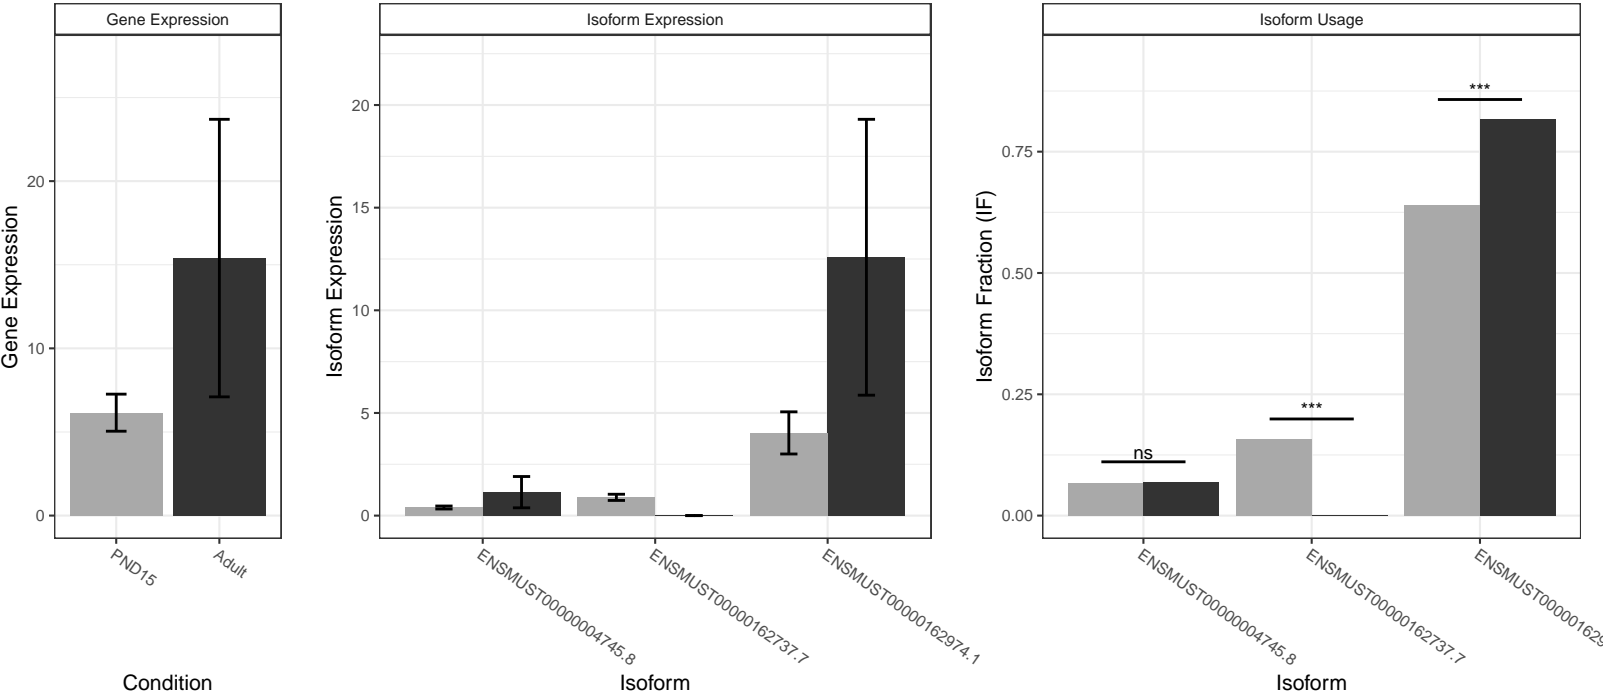 Gene Expression
Gene Expression
20
10
0
PND15
Adult
Condition
Isoform Expression
Isoform Expression
20
15
10
5
0
ENSMUST00000004745.8
ENSMUST00000162737.7
ENSMUST00000162974.1
Isoform
Isoform Usage
Isoform Fraction (IF)
0.75
0.50
0.25
0.00
ns
***
***
ENSMUST00000004745.8
ENSMUST00000162737.7
ENSMUST000001629
Isoform